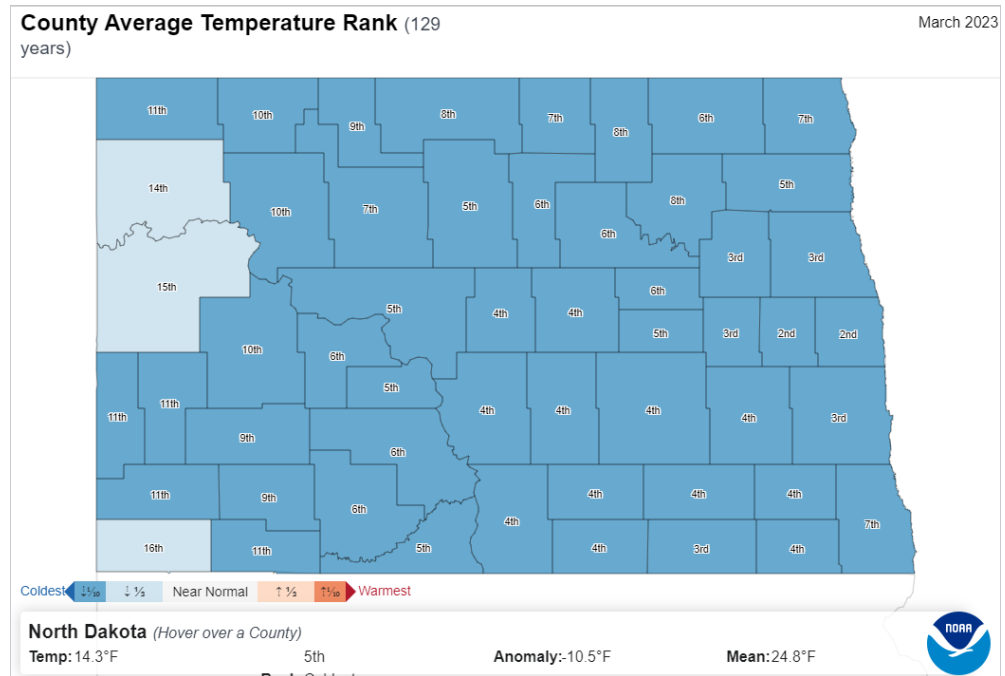 County Average Temperature Rank (129
years)
March 2023
11th
10th
9th
8th
7th
8th
6th
7th
14th
10th
7th
5th
6th
6th
8th
5th
3rd
3rd
15th
5th
4th
4th
6th
5th
3rd
2nd
2nd
10th
6th
5th
11th
11th
4th
4th
4th
4th
3rd
9th
6th
11th
9th
6th
4th
4th
4th
4th
7th
16th
11th
5th
4th
3rd
4th
Coldest ↓⅒ ↓ ⅓ Near Normal ↑ ⅓ ↑⅒ Warmest
North Dakota (Hover over a County)
Temp: 14.3°F 5th Anomaly:-10.5°F Mean:24.8°F
NOAA